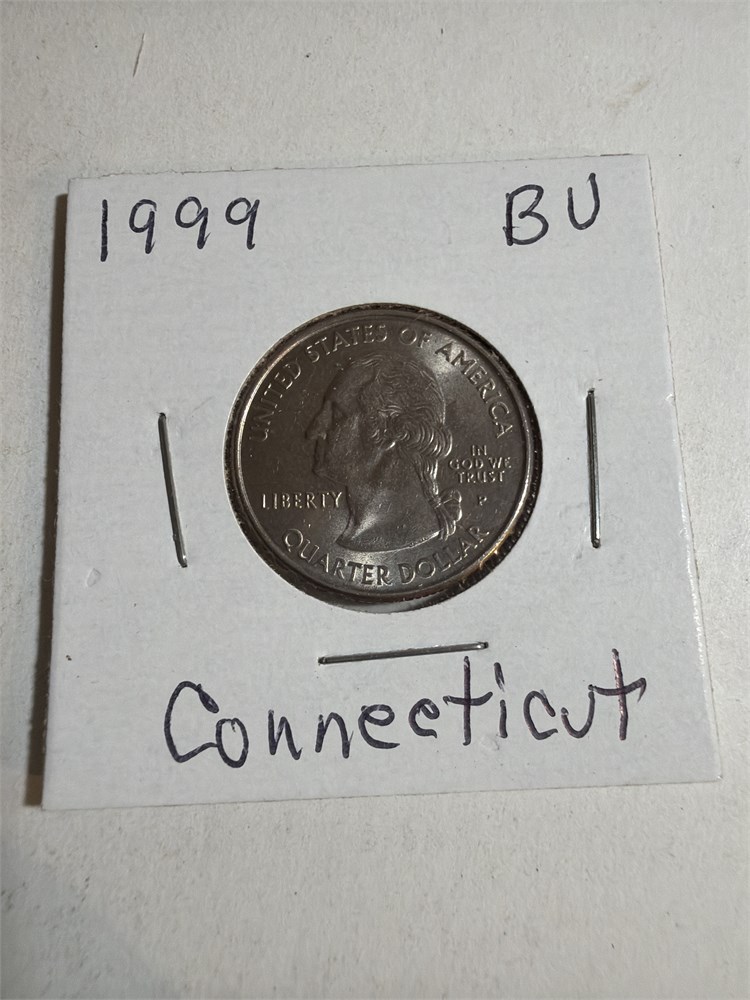 1999 BU
UNITED STATES OF AMERICA
IN
GOD WE
TRUST
LIBERTY
P
QUARTER DOLLAR
Connecticut